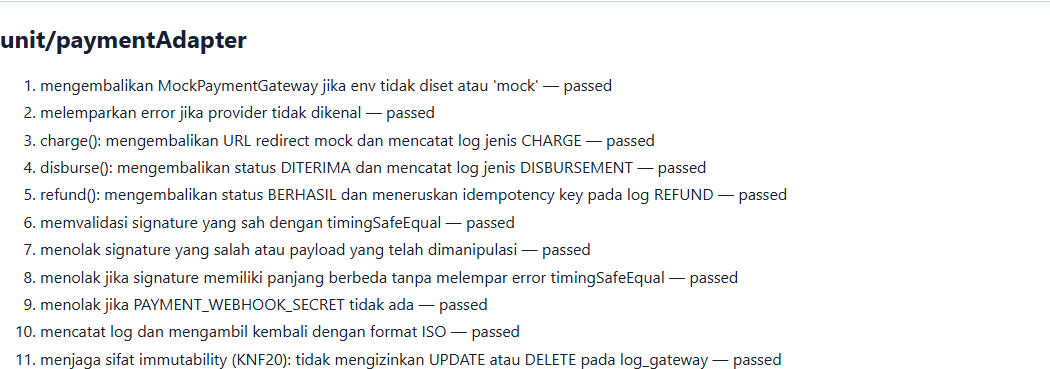 unit/paymentAdapter
1. mengembalikan MockPaymentGateway jika env tidak diset atau 'mock' — passed
2. melemparkan error jika provider tidak dikenal — passed
3. charge(): mengembalikan URL redirect mock dan mencatat log jenis CHARGE — passed
4. disburse(): mengembalikan status DITERIMA dan mencatat log jenis DISBURSEMENT — passed
5. refund(): mengembalikan status BERHASIL dan meneruskan idempotency key pada log REFUND — passed
6. memvalidasi signature yang sah dengan timingSafeEqual — passed
7. menolak signature yang salah atau payload yang telah dimanipulasi — passed
8. menolak jika signature memiliki panjang berbeda tanpa melempar error timingSafeEqual — passed
9. menolak jika PAYMENT_WEBHOOK_SECRET tidak ada — passed
10. mencatat log dan mengambil kembali dengan format ISO — passed
11. menjaga sifat immutability (KNF20): tidak mengizinkan UPDATE atau DELETE pada log_gateway — passed